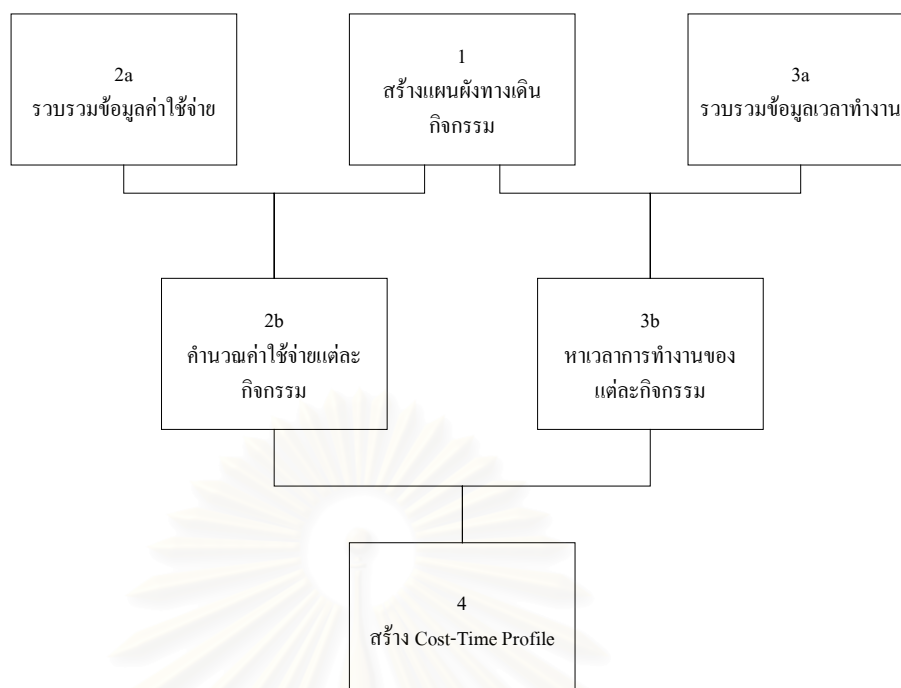 2a
รวบรวมข้อมูลค่าใช้จ่าย
1
สร้างแผนผังทางเดิน
กิจกรรม
3a
รวบรวมข้อมูลเวลาทำงาน
2b
คำนวณค่าใช้จ่ายแต่ละ
กิจกรรม
3b
หาเวลาการทำงานของ
แต่ละกิจกรรม
4
สร้าง Cost-Time Profile